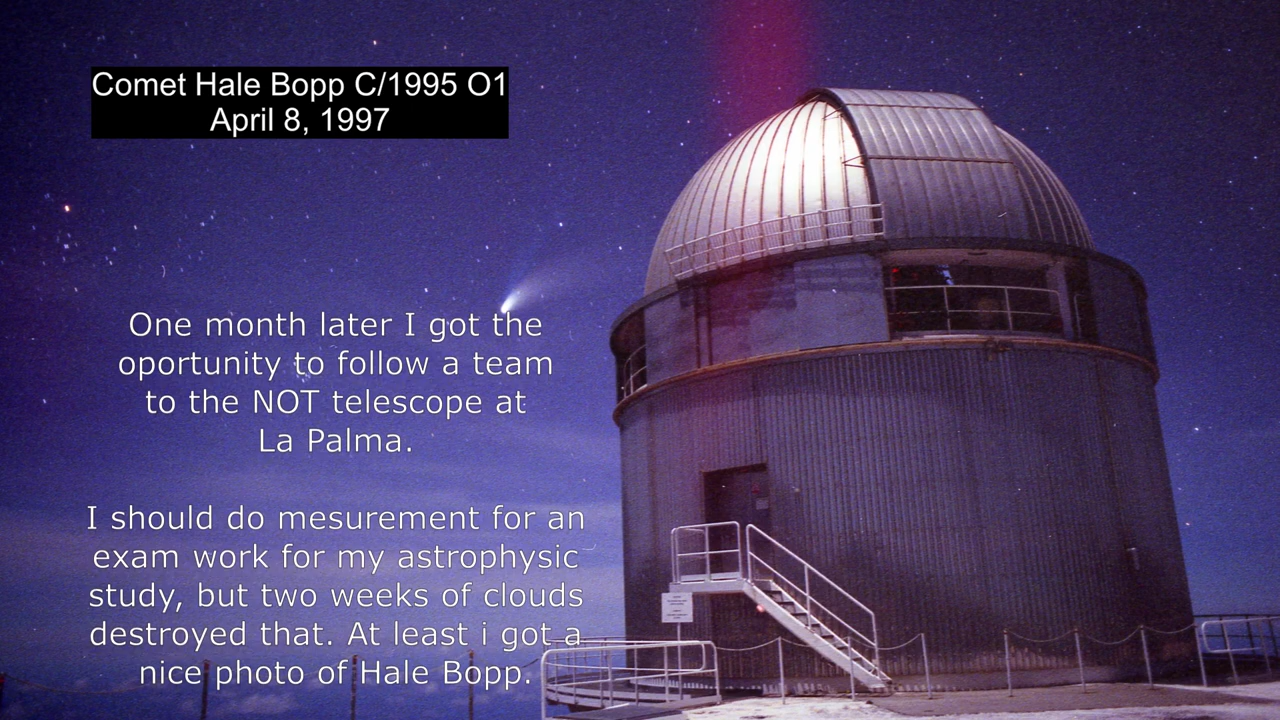 Comet Hale Bopp C/1995 O1
April 8, 1997
One month later I got the
oportunity to follow a team
to the NOT telescope at
La Palma.
I should do mesurement for an
exam work for my astrophysic
study, but two weeks of clouds
destroyed that. At least i got a
nice photo of Hale Bopp.